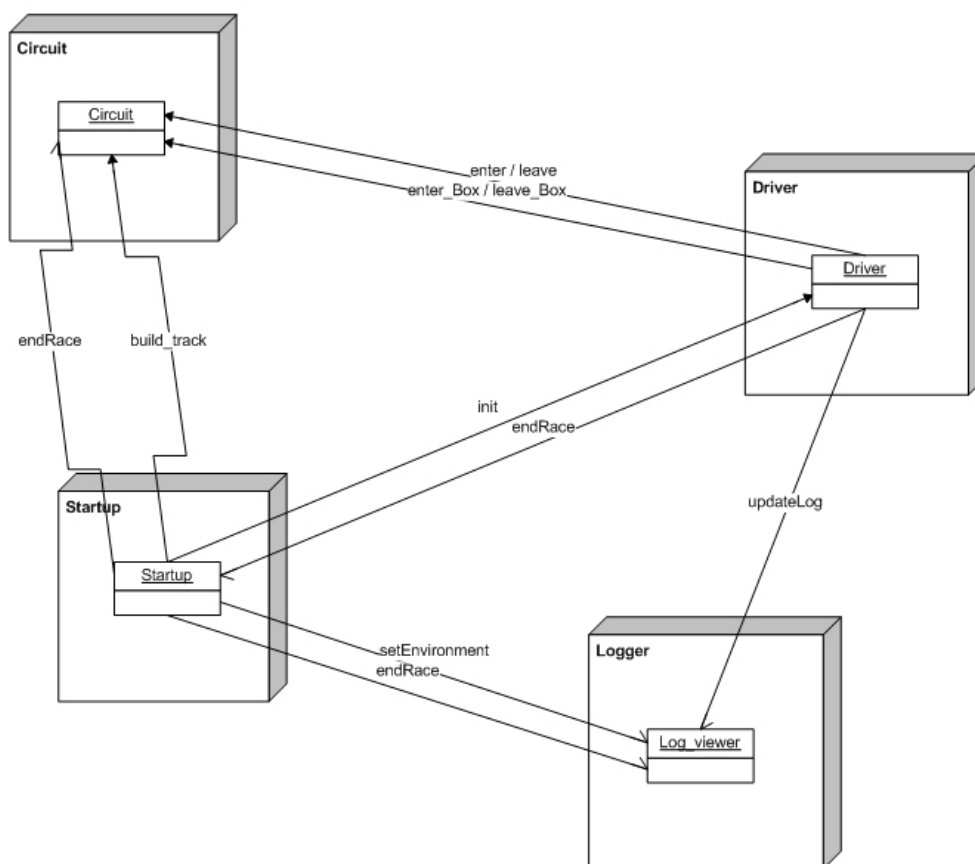 Circuit
Circuit
enter / leave
enter_Box / leave_Box
Driver
Driver
endRace
build_track
init
endRace
updateLog
Startup
Startup
setEnvironment
endRace
Logger
Log_viewer